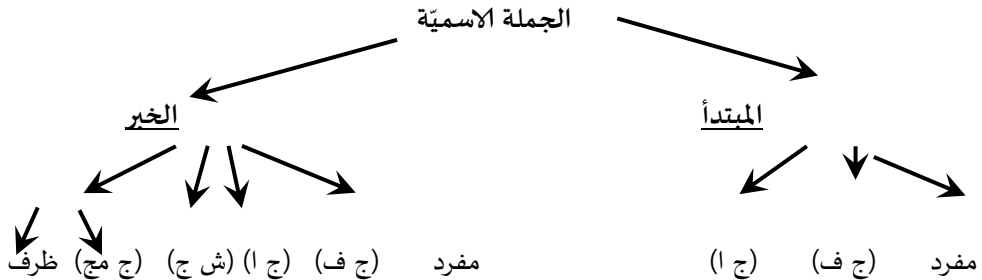 الجملة الاسميّة
المبتدأ
الخبر
مفرد (ج ف) (ج ا)
مفرد (ج ف) (ج ا) (ش ج) (ج مج) ظرف